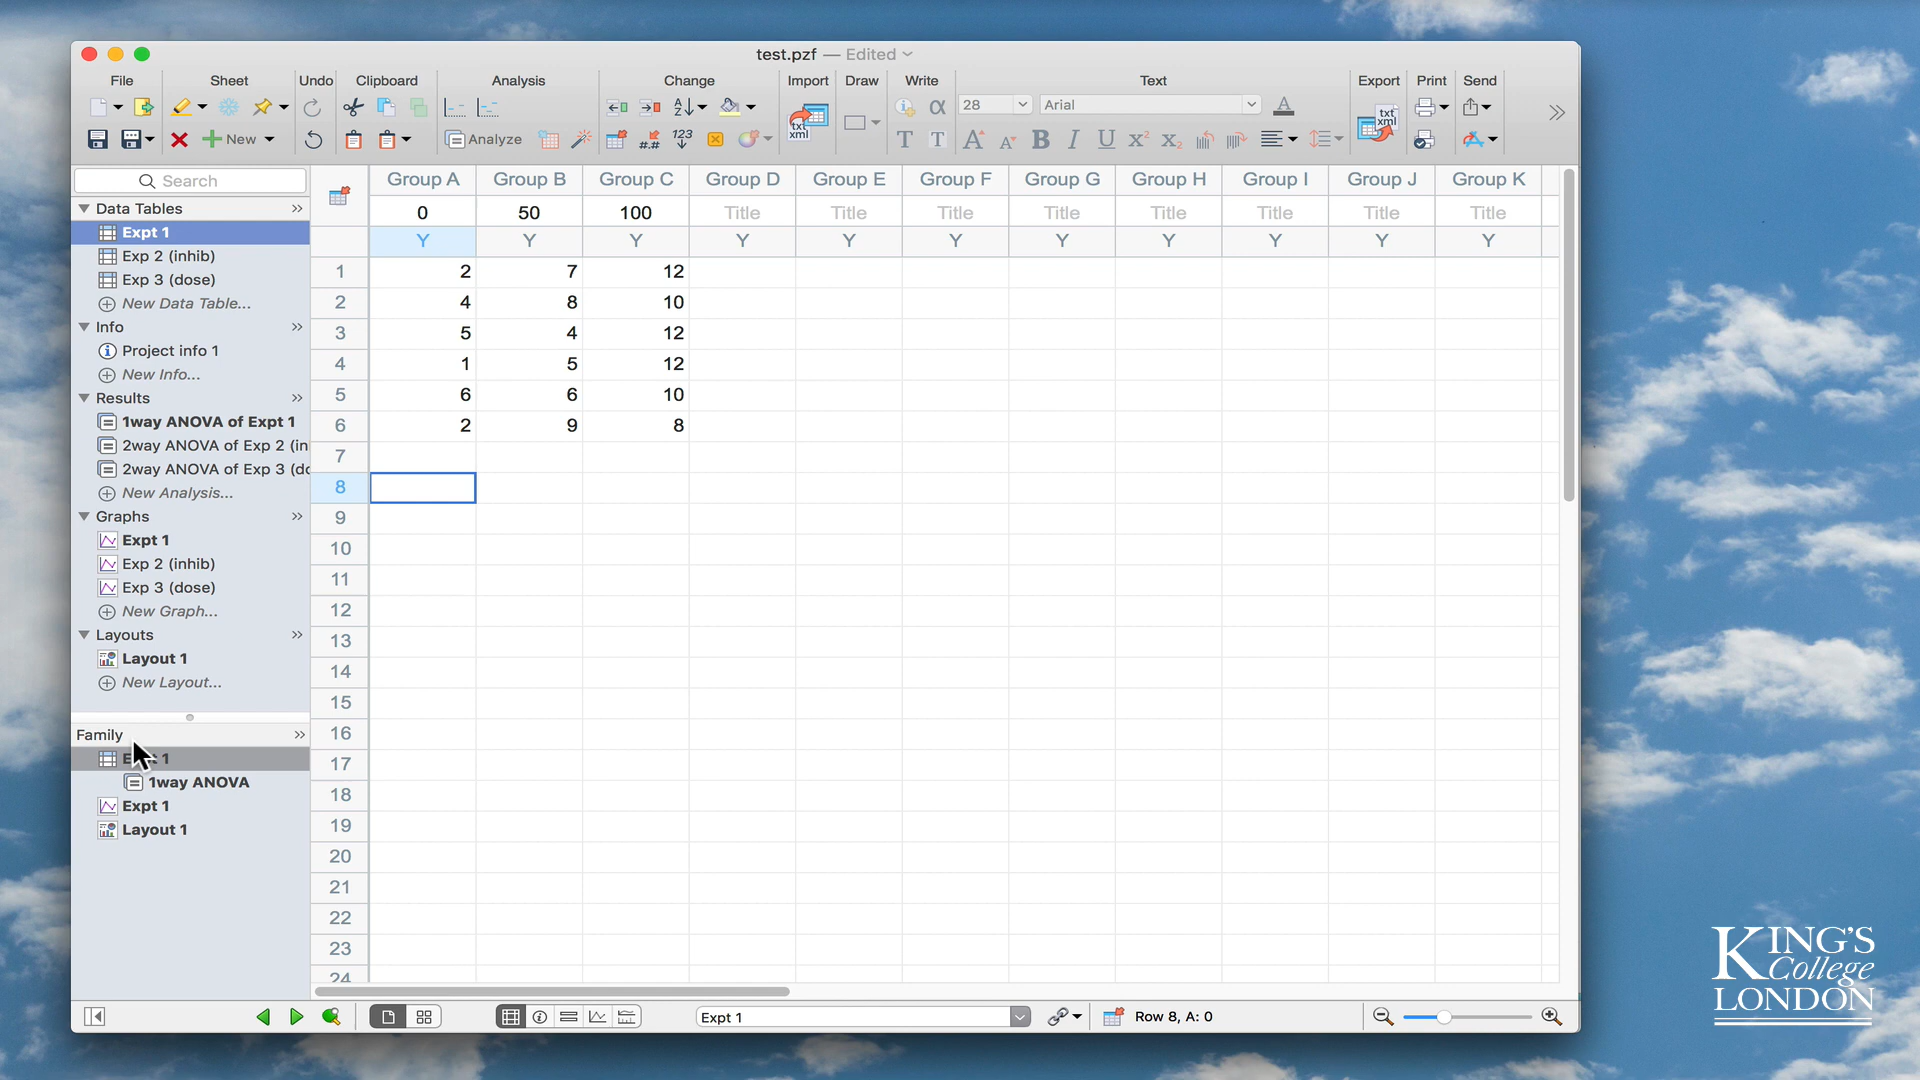 test.pzf — Edited
File Sheet Undo Clipboard Analysis Change Import Draw Write Text Export Print Send
28 Arial
New Analyze
Search
Data Tables
Expt 1
Exp 2 (inhib)
Exp 3 (dose)
New Data Table...
Info
Project info 1
New Info...
Results
1way ANOVA of Expt 1
2way ANOVA of Exp 2 (in
2way ANOVA of Exp 3 (do
New Analysis...
Graphs
Expt 1
Exp 2 (inhib)
Exp 3 (dose)
New Graph...
Layouts
Layout 1
New Layout...
Family
1way ANOVA
Expt 1
Layout 1
Group A Group B Group C Group D Group E Group F Group G Group H Group I Group J Group K
0 50 100 Title Title Title Title Title Title Title Title
Y Y Y Y Y Y Y Y Y Y Y
1 2 7 12
2 4 8 10
3 5 4 12
4 1 5 12
5 6 6 10
6 2 9 8
7
8
9
10
11
12
13
14
15
16
17
18
19
20
21
22
23
24
Expt 1 Row 8, A: 0
KING'S
College
LONDON